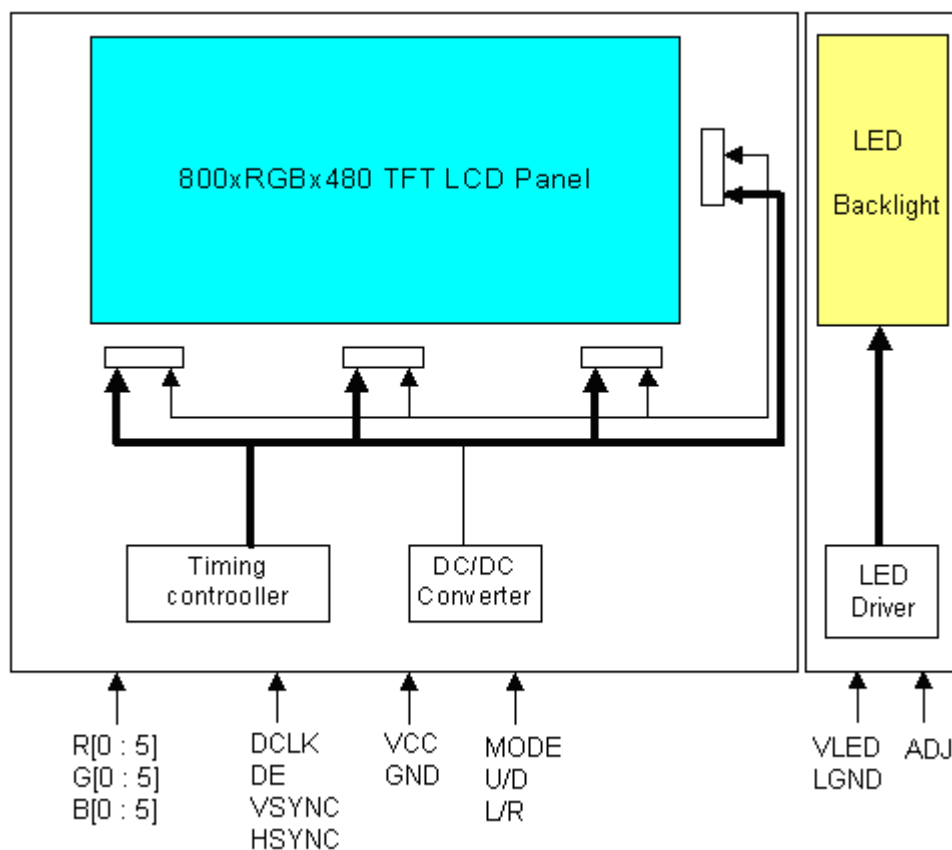 800xRGBx480 TFT LCD Panel
LED
Backlight
Timing
controoller
DC/DC
Converter
LED
Driver
R[0 : 5]
G[0 : 5]
B[0 : 5]
DCLK
DE
VSYNC
HSYNC
VCC
GND
MODE
U/D
L/R
VLED
LGND
ADJ